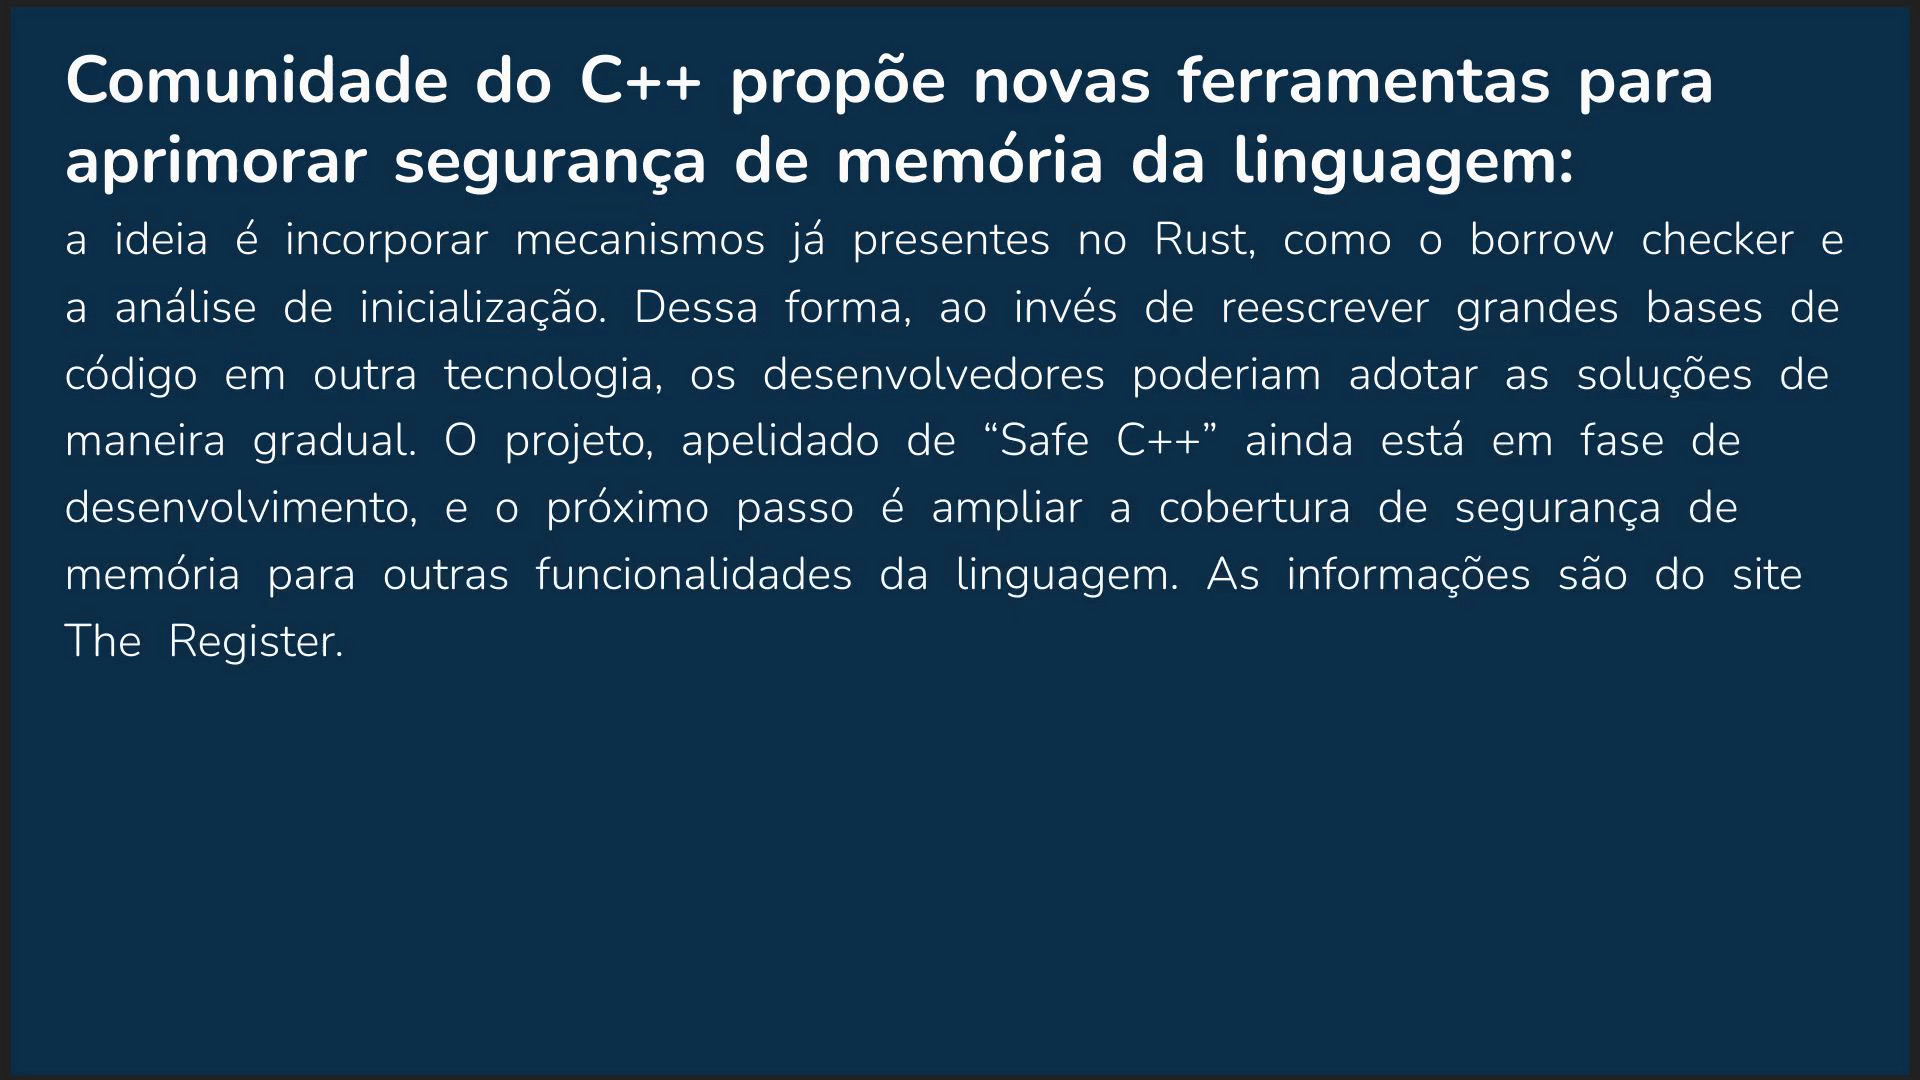 Comunidade do C++ propõe novas ferramentas para
aprimorar segurança de memória da linguagem:
a ideia é incorporar mecanismos já presentes no Rust, como o borrow checker e
a análise de inicialização. Dessa forma, ao invés de reescrever grandes bases de
código em outra tecnologia, os desenvolvedores poderiam adotar as soluções de
maneira gradual. O projeto, apelidado de “Safe C++” ainda está em fase de
desenvolvimento, e o próximo passo é ampliar a cobertura de segurança de
memória para outras funcionalidades da linguagem. As informações são do site
The Register.